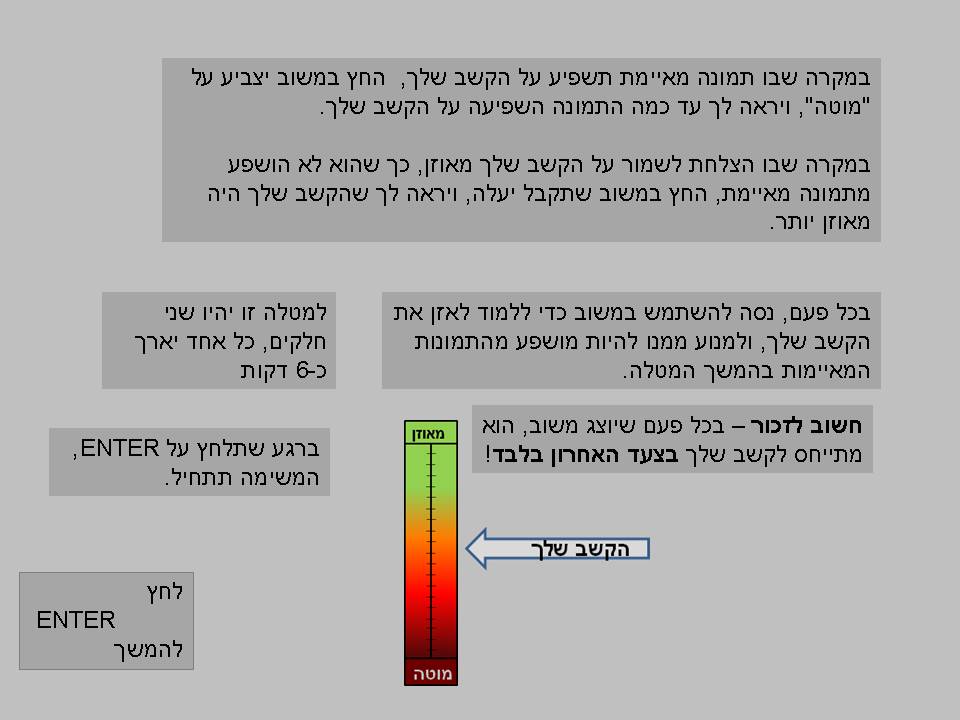 במקרה שבו תמונה מאיימת תשפיע על הקשב שלך,  החץ במשוב יצביע על
"מוטה", ויראה לך עד כמה התמונה השפיעה על הקשב שלך.
במקרה שבו הצלחת לשמור על הקשב שלך מאוזן, כך שהוא לא הושפע
מתמונה מאיימת, החץ במשוב שתקבל יעלה, ויראה לך שהקשב שלך היה
מאוזן יותר.
בכל פעם, נסה להשתמש במשוב כדי ללמוד לאזן את
הקשב שלך, ולמנוע ממנו להיות מושפע מהתמונות
המאיימות בהמשך המטלה.
למטלה זו יהיו שני
חלקים, כל אחד יארך
כ-6 דקות
חשוב לזכור – בכל פעם שיוצג משוב, הוא
מתייחס לקשב שלך בצעד האחרון בלבד!
מאוזן
הקשב שלך
מוטה
ברגע שתלחץ על ENTER,
המשימה תתחיל.
לחץ
ENTER
להמשך